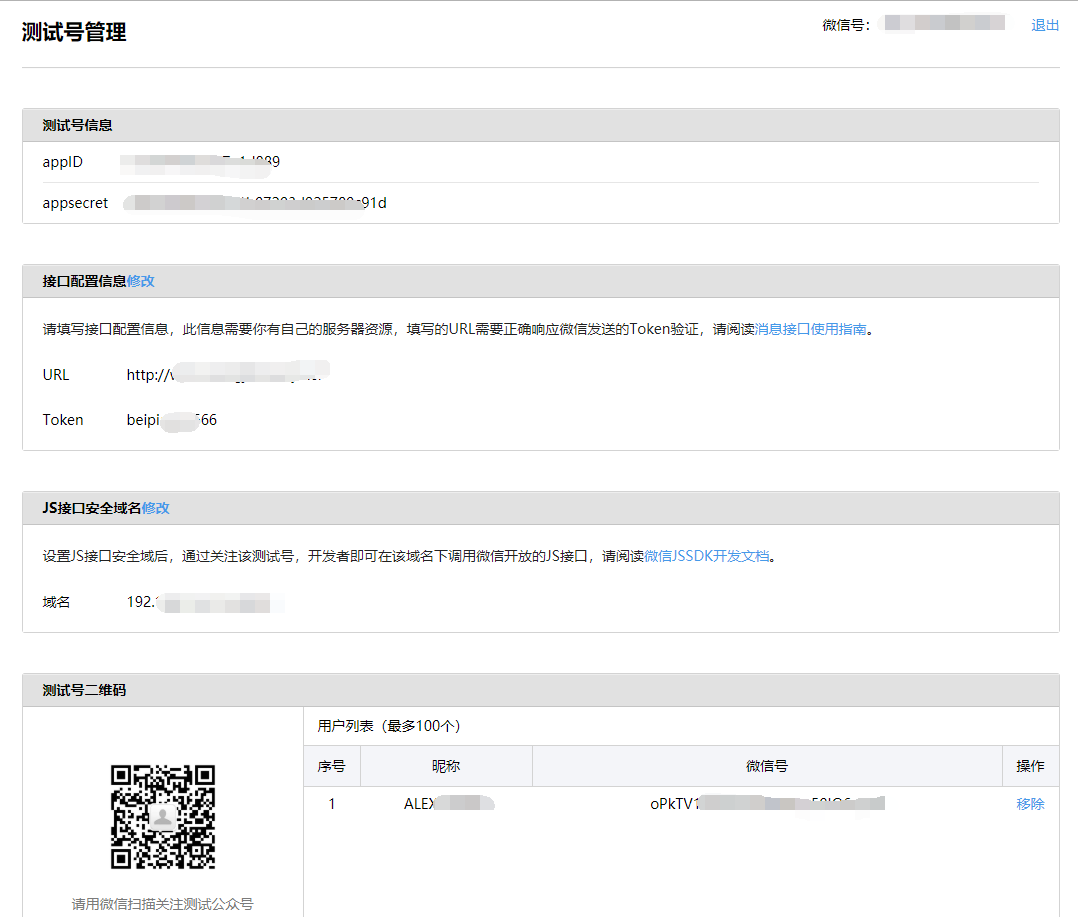 测试号管理
微信号： 退出
测试号信息
appID
appsecret 91d
接口配置信息修改
请填写接口配置信息，此信息需要你有自己的服务器资源，填写的URL需要正确响应微信发送的Token验证，请阅读消息接口使用指南。
URL http://
Token beipi 66
JS接口安全域名修改
设置JS接口安全域后，通过关注该测试号，开发者即可在该域名下调用微信开放的JS接口，请阅读微信JSSDK开发文档。
域名 192.
测试号二维码
用户列表（最多100个）
序号 昵称 微信号 操作
1 ALEX oPkTV1 移除
请用微信扫描关注测试公众号